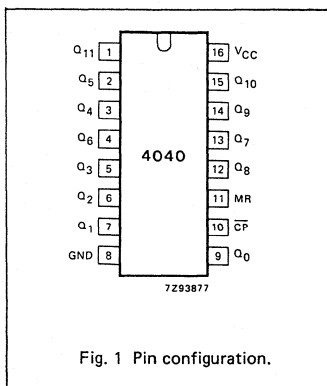 Q11 1 16 VCC
Q5 2 15 Q10
Q4 3 14 Q9
Q6 4 13 Q7
4040
Q3 5 12 Q8
Q2 6 11 MR
Q1 7 10 C̅P̅
GND 8 9 Q0
7Z93877
Fig. 1 Pin configuration.